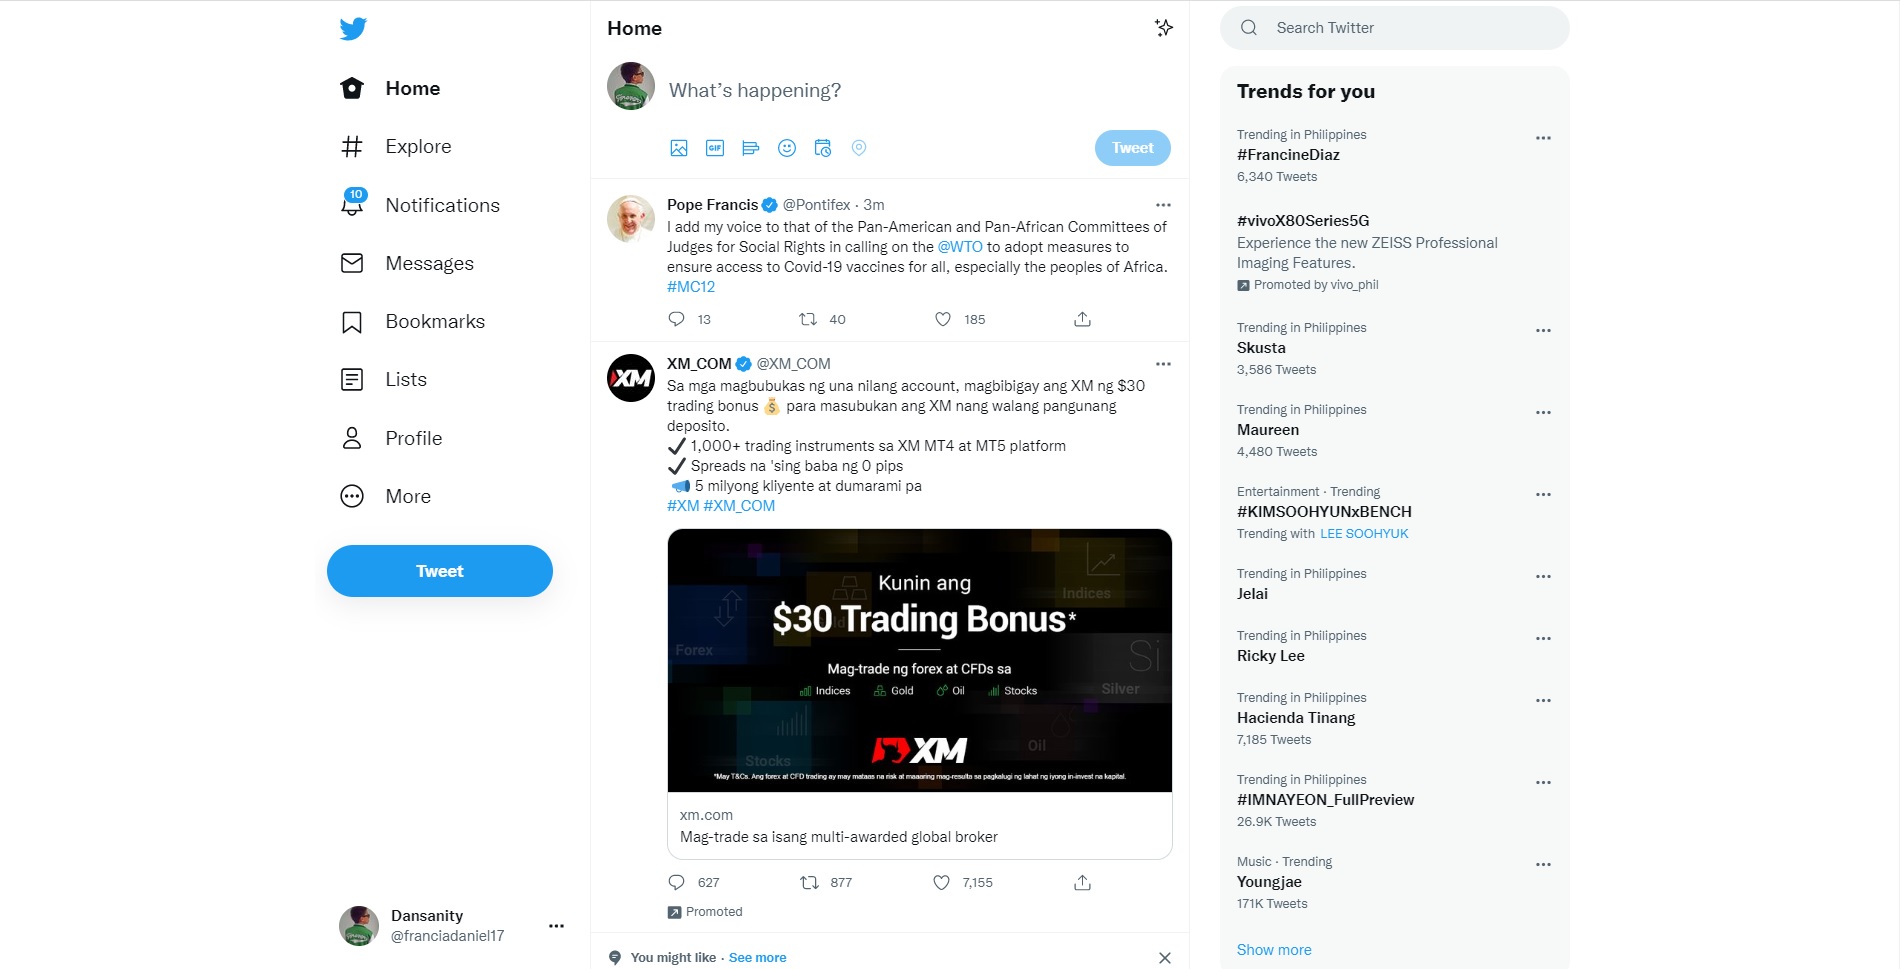 Home
Explore
10
Notifications
Messages
Bookmarks
Lists
Profile
More
Tweet
Dansanity
@franciadaniel17
Home
What's happening?
GIF
Tweet
Pope Francis @Pontifex · 3m
I add my voice to that of the Pan-American and Pan-African Committees of
Judges for Social Rights in calling on the @WTO to adopt measures to
ensure access to Covid-19 vaccines for all, especially the peoples of Africa.
#MC12
13 40 185
XM_COM @XM_COM
Sa mga magbubukas ng una nilang account, magbibigay ang XM ng $30
trading bonus 💰 para masubukan ang XM nang walang pangunang
deposito.
✔ 1,000+ trading instruments sa XM MT4 at MT5 platform
✔ Spreads na 'sing baba ng 0 pips
📣 5 milyong kliyente at dumarami pa
#XM #XM_COM
XM
Kunin ang
$30 Trading Bonus*
Mag-trade ng forex at CFDs sa
Indices Gold Oil Stocks
Forex
Gold
Indices
Si
Silver
Stocks
Oil
XM
*May T&Cs. Ang forex at CFD trading ay may mataas na risk at maaaring mag-resulta sa pagkalugi ng lahat ng iyong in-invest na kapital.
xm.com
Mag-trade sa isang multi-awarded global broker
627 877 7,155
Promoted
You might like · See more
Search Twitter
Trends for you
Trending in Philippines
#FrancineDiaz
6,340 Tweets
#vivoX80Series5G
Experience the new ZEISS Professional
Imaging Features.
Promoted by vivo_phil
Trending in Philippines
Skusta
3,586 Tweets
Trending in Philippines
Maureen
4,480 Tweets
Entertainment · Trending
#KIMSOOHYUNxBENCH
Trending with LEE SOOHYUK
Trending in Philippines
Jelai
Trending in Philippines
Ricky Lee
Trending in Philippines
Hacienda Tinang
7,185 Tweets
Trending in Philippines
#IMNAYEON_FullPreview
26.9K Tweets
Music · Trending
Youngjae
171K Tweets
Show more